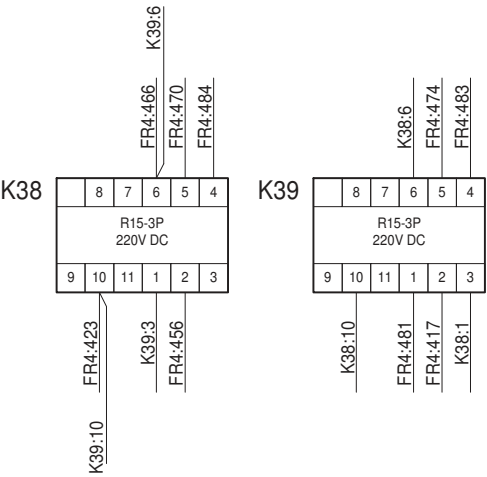 K39:6
FR4:466
FR4:470
FR4:484
K38:6
FR4:474
FR4:483
K38
8 7 6 5 4
R15-3P
220V DC
9 10 11 1 2 3
K39
8 7 6 5 4
R15-3P
220V DC
9 10 11 1 2 3
FR4:423
K39:10
K39:3
FR4:456
K38:10
FR4:481
FR4:417
K38:1